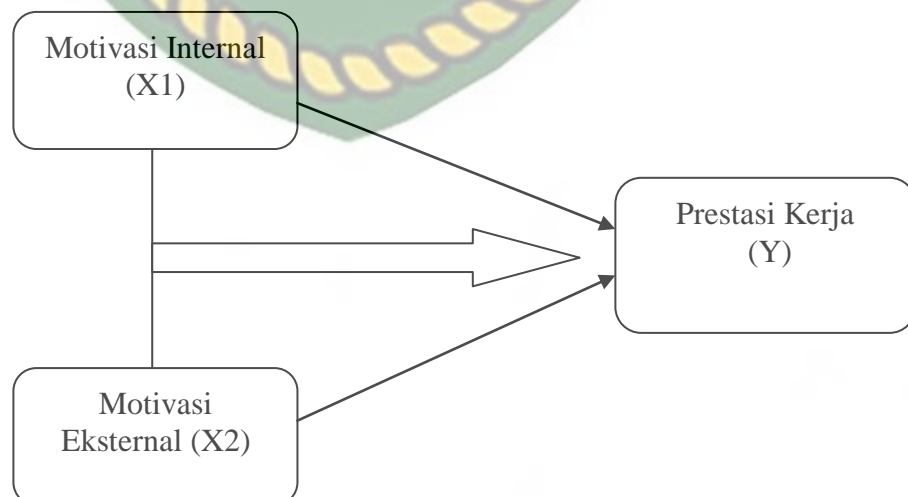 Motivasi Internal
(X1)
Prestasi Kerja
(Y)
Motivasi
Eksternal (X2)